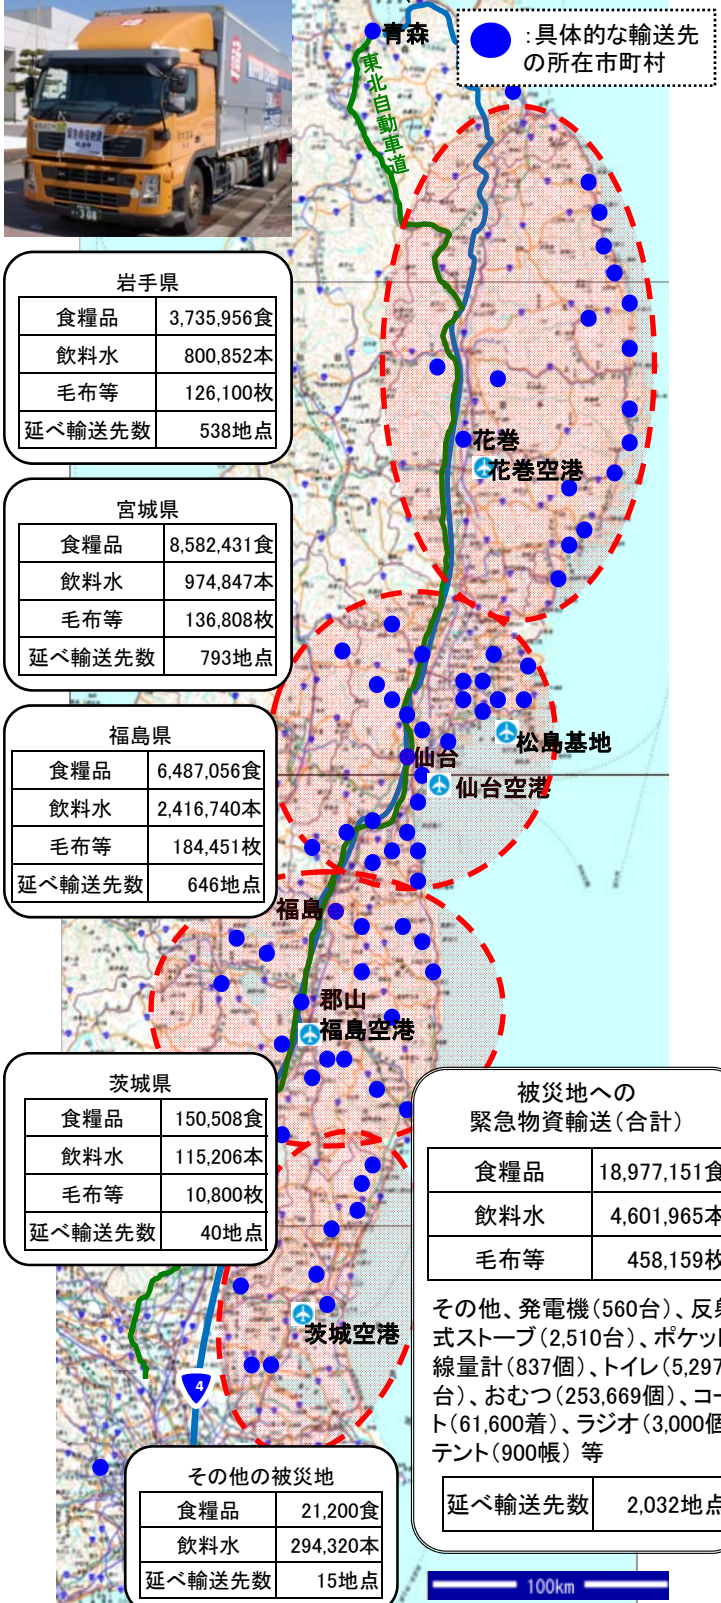 青森
:具体的な輸送先
の所在市町村
東北自動車道
岩手県
食糧品 3,735,956食
飲料水 800,852本
毛布等 126,100枚
延べ輸送先数 538地点
花巻
花巻空港
宮城県
食糧品 8,582,431食
飲料水 974,847本
毛布等 136,808枚
延べ輸送先数 793地点
松島基地
仙台
仙台空港
福島県
食糧品 6,487,056食
飲料水 2,416,740本
毛布等 184,451枚
延べ輸送先数 646地点
福島
郡山
福島空港
茨城県
食糧品 150,508食
飲料水 115,206本
毛布等 10,800枚
延べ輸送先数 40地点
茨城空港
4
被災地への
緊急物資輸送(合計)
食糧品 18,977,151食
飲料水 4,601,965本
毛布等 458,159枚
その他、発電機(560台)、反射
式ストーブ(2,510台)、ポケット
線量計(837個)、トイレ(5,297
台)、おむつ(253,669個)、コー
ト(61,600着)、ラジオ(3,000個
テント(900帳) 等
延べ輸送先数 2,032地点
その他の被災地
食糧品 21,200食
飲料水 294,320本
延べ輸送先数 15地点
100km